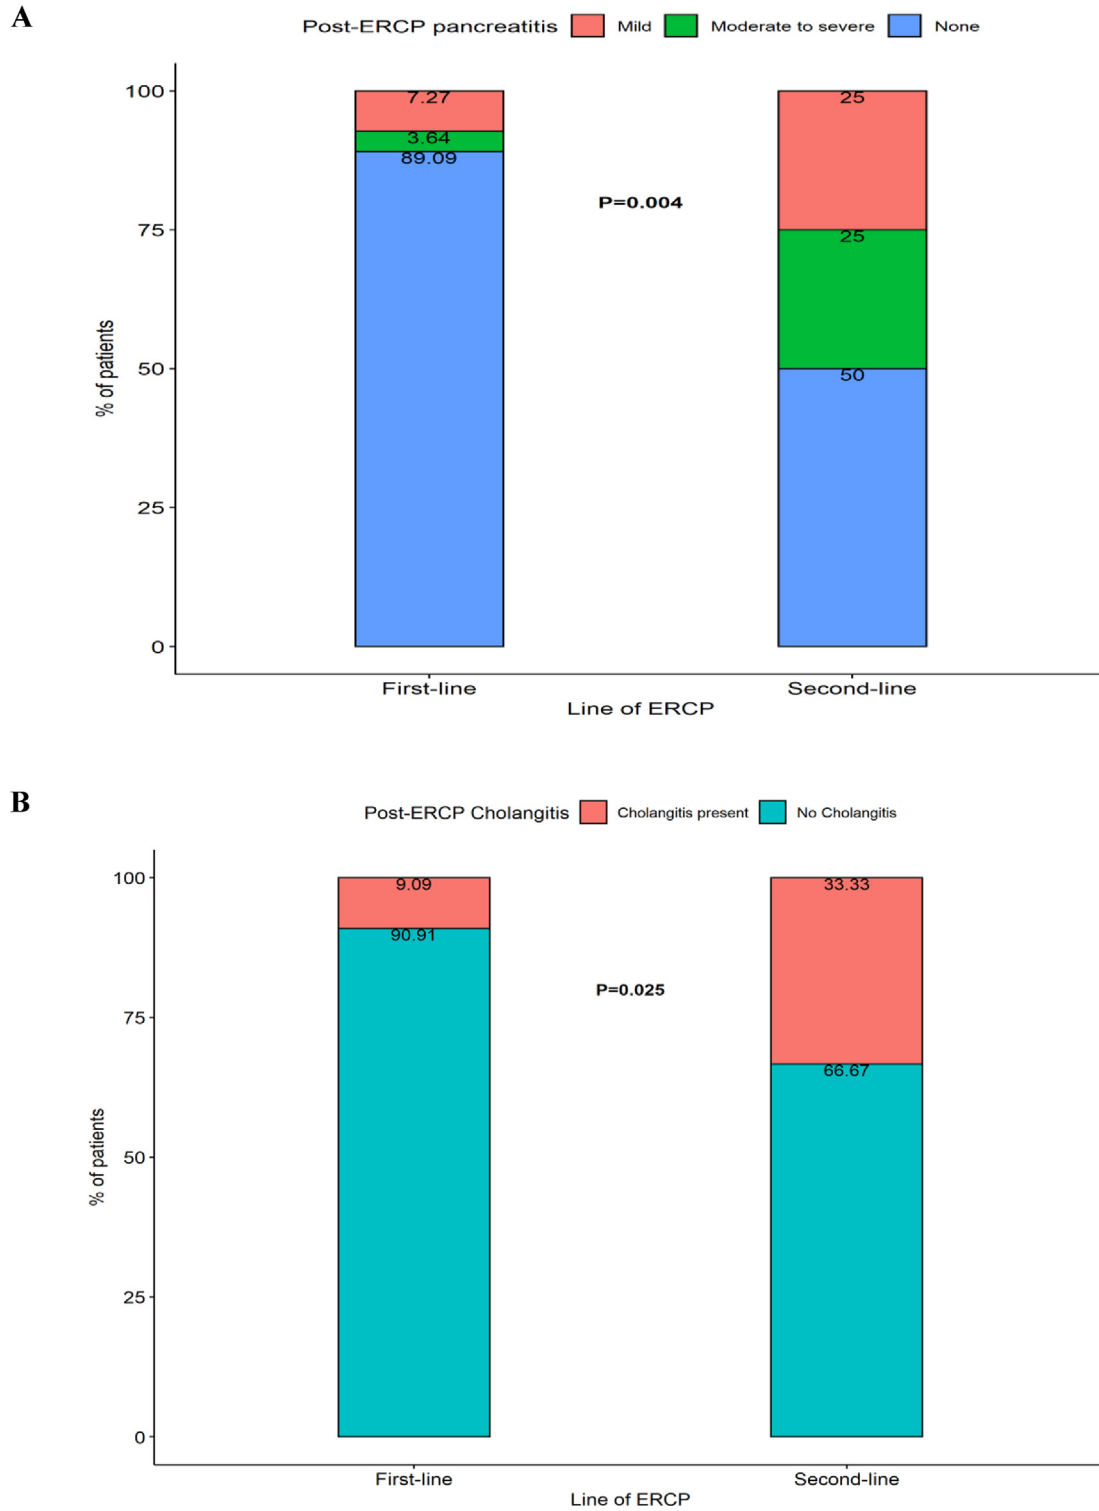 A
Post-ERCP pancreatitis Mild Moderate to severe None
100
7.27
25
3.64
89.09
P=0.004
75
25
% of patients
50
50
25
0
First-line Second-line
Line of ERCP
B
Post-ERCP Cholangitis Cholangitis present No Cholangitis
100
9.09
33.33
90.91
P=0.025
75
66.67
% of patients
50
25
0
First-line Second-line
Line of ERCP